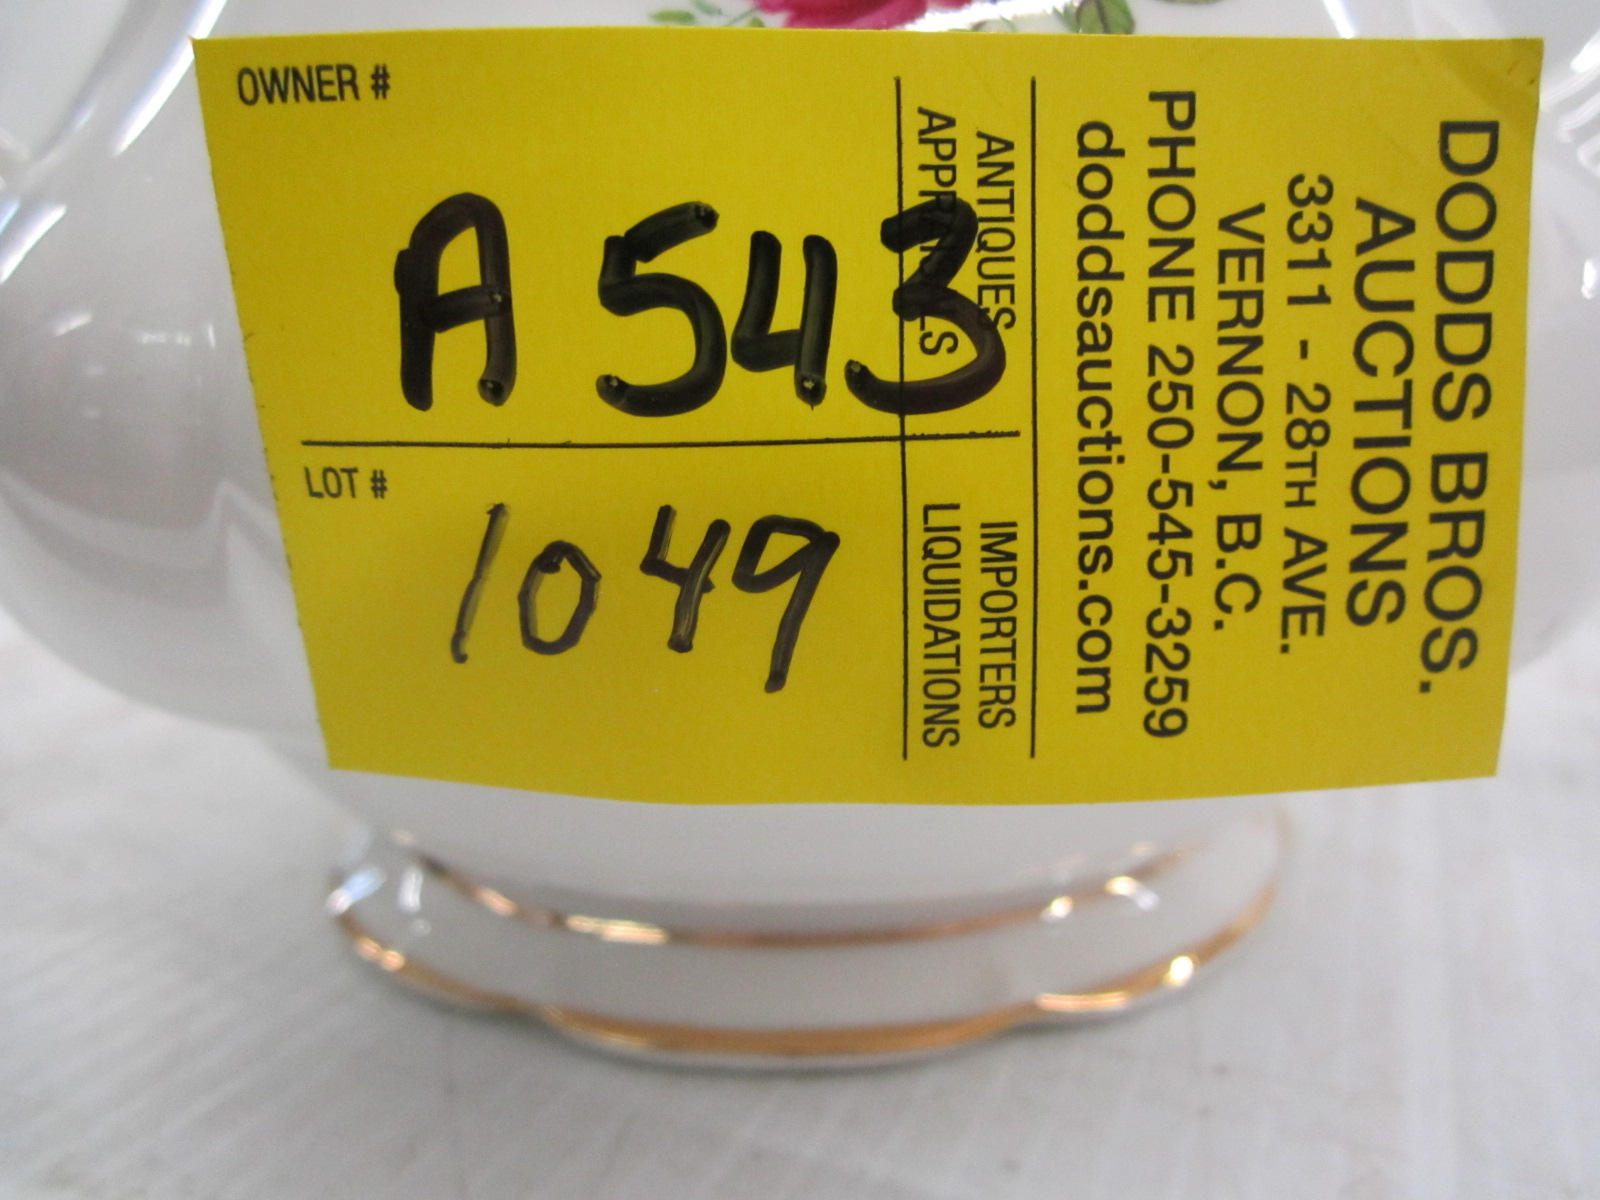 OWNER #
A 543
LOT #
1049
DODDS BROS.
AUCTIONS
3311 - 28TH AVE.
VERNON, B.C.
PHONE 250-545-3259
doddsauctions.com
ANTIQUES
APPRAISALS
IMPORTERS
LIQUIDATIONS